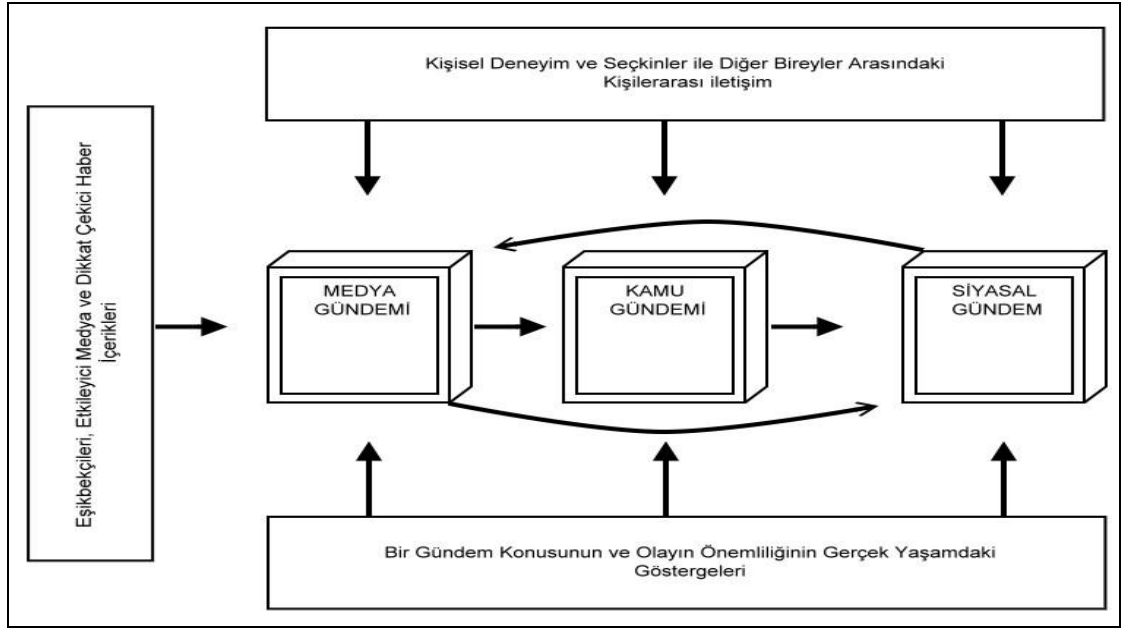 Kişisel Deneyim ve Seçkinler ile Diğer Bireyler Arasındaki
Kişilerarası iletişim
Eşikbekçileri, Etkileyici Medya ve Dikkat Çekici Haber
İçerikleri
MEDYA
GÜNDEMİ
KAMU
GÜNDEMİ
SİYASAL
GÜNDEM
Bir Gündem Konusunun ve Olayın Önemliliğinin Gerçek Yaşamdaki
Göstergeleri